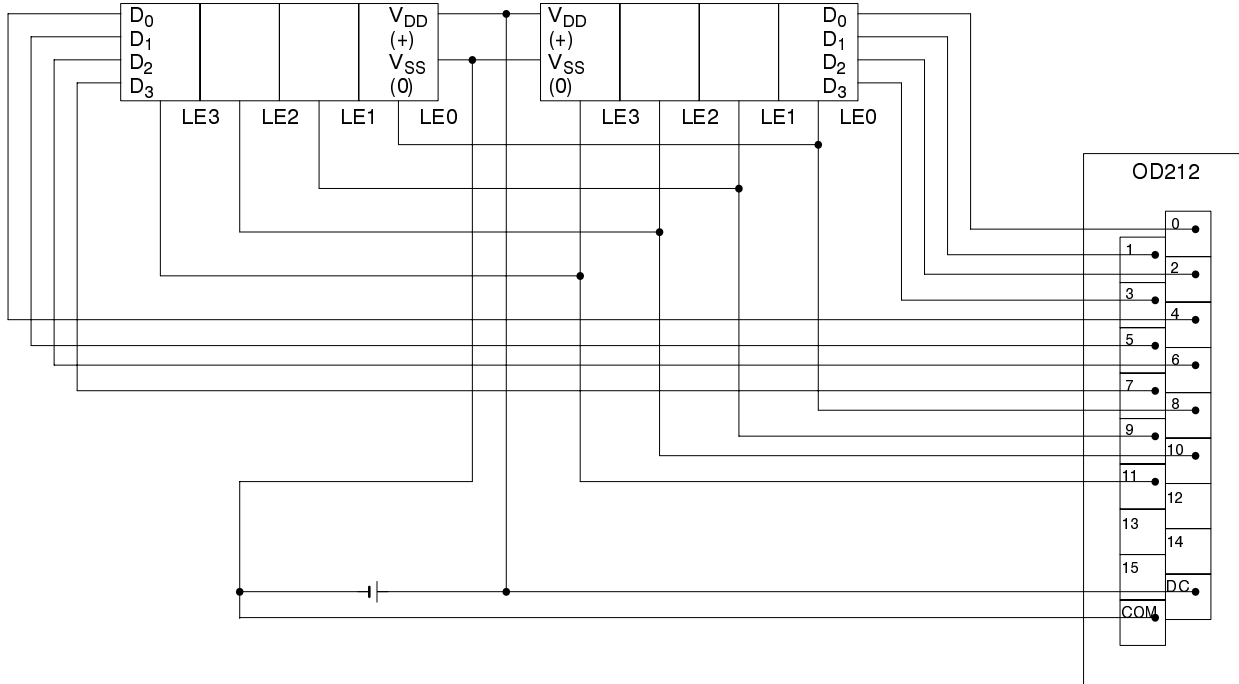 D0 VDD VDD D0
D1 (+) (+) D1
D2 VSS VSS D2
D3 (0) (0) D3
LE3 LE2 LE1 LE0 LE3 LE2 LE1 LE0
OD212
0
1
2
3
4
5
6
7
8
9
10
11
12
13
14
15
DC
COM